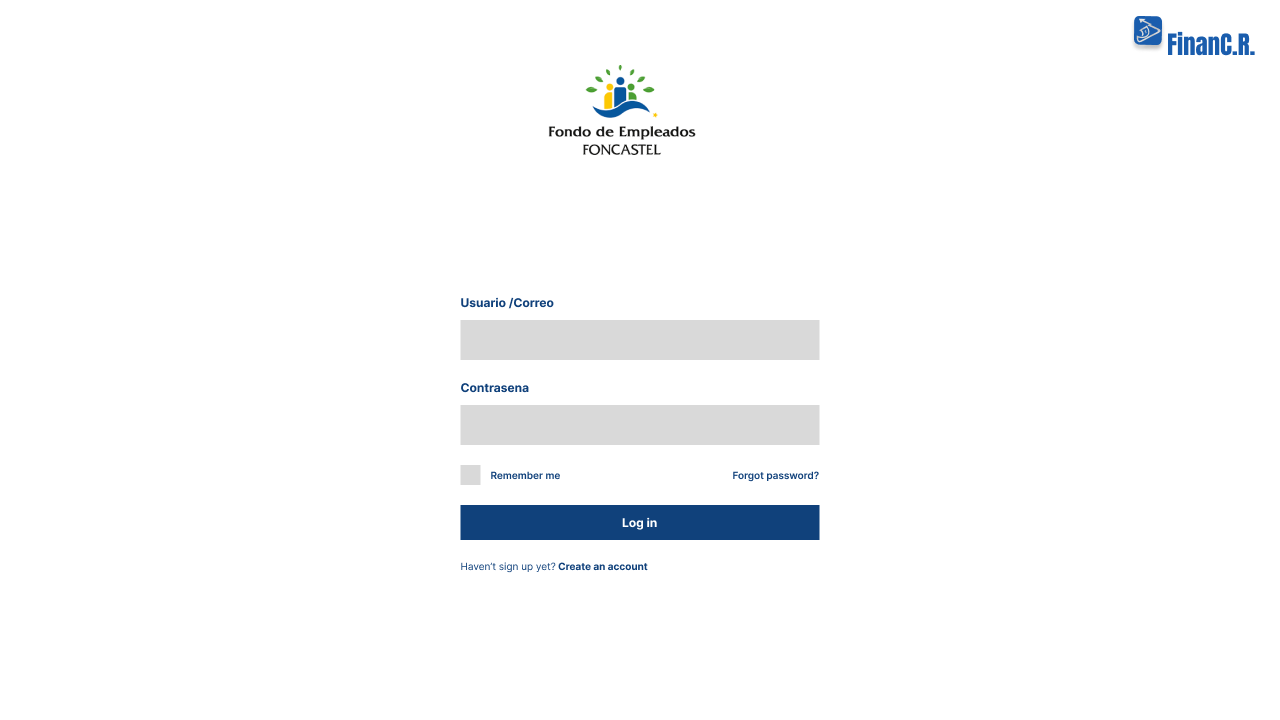 FinanC.R.
Fondo de Empleados
FONCASTEL
Usuario /Correo
Contrasena
Remember me
Forgot password?
Log in
Haven't sign up yet? Create an account